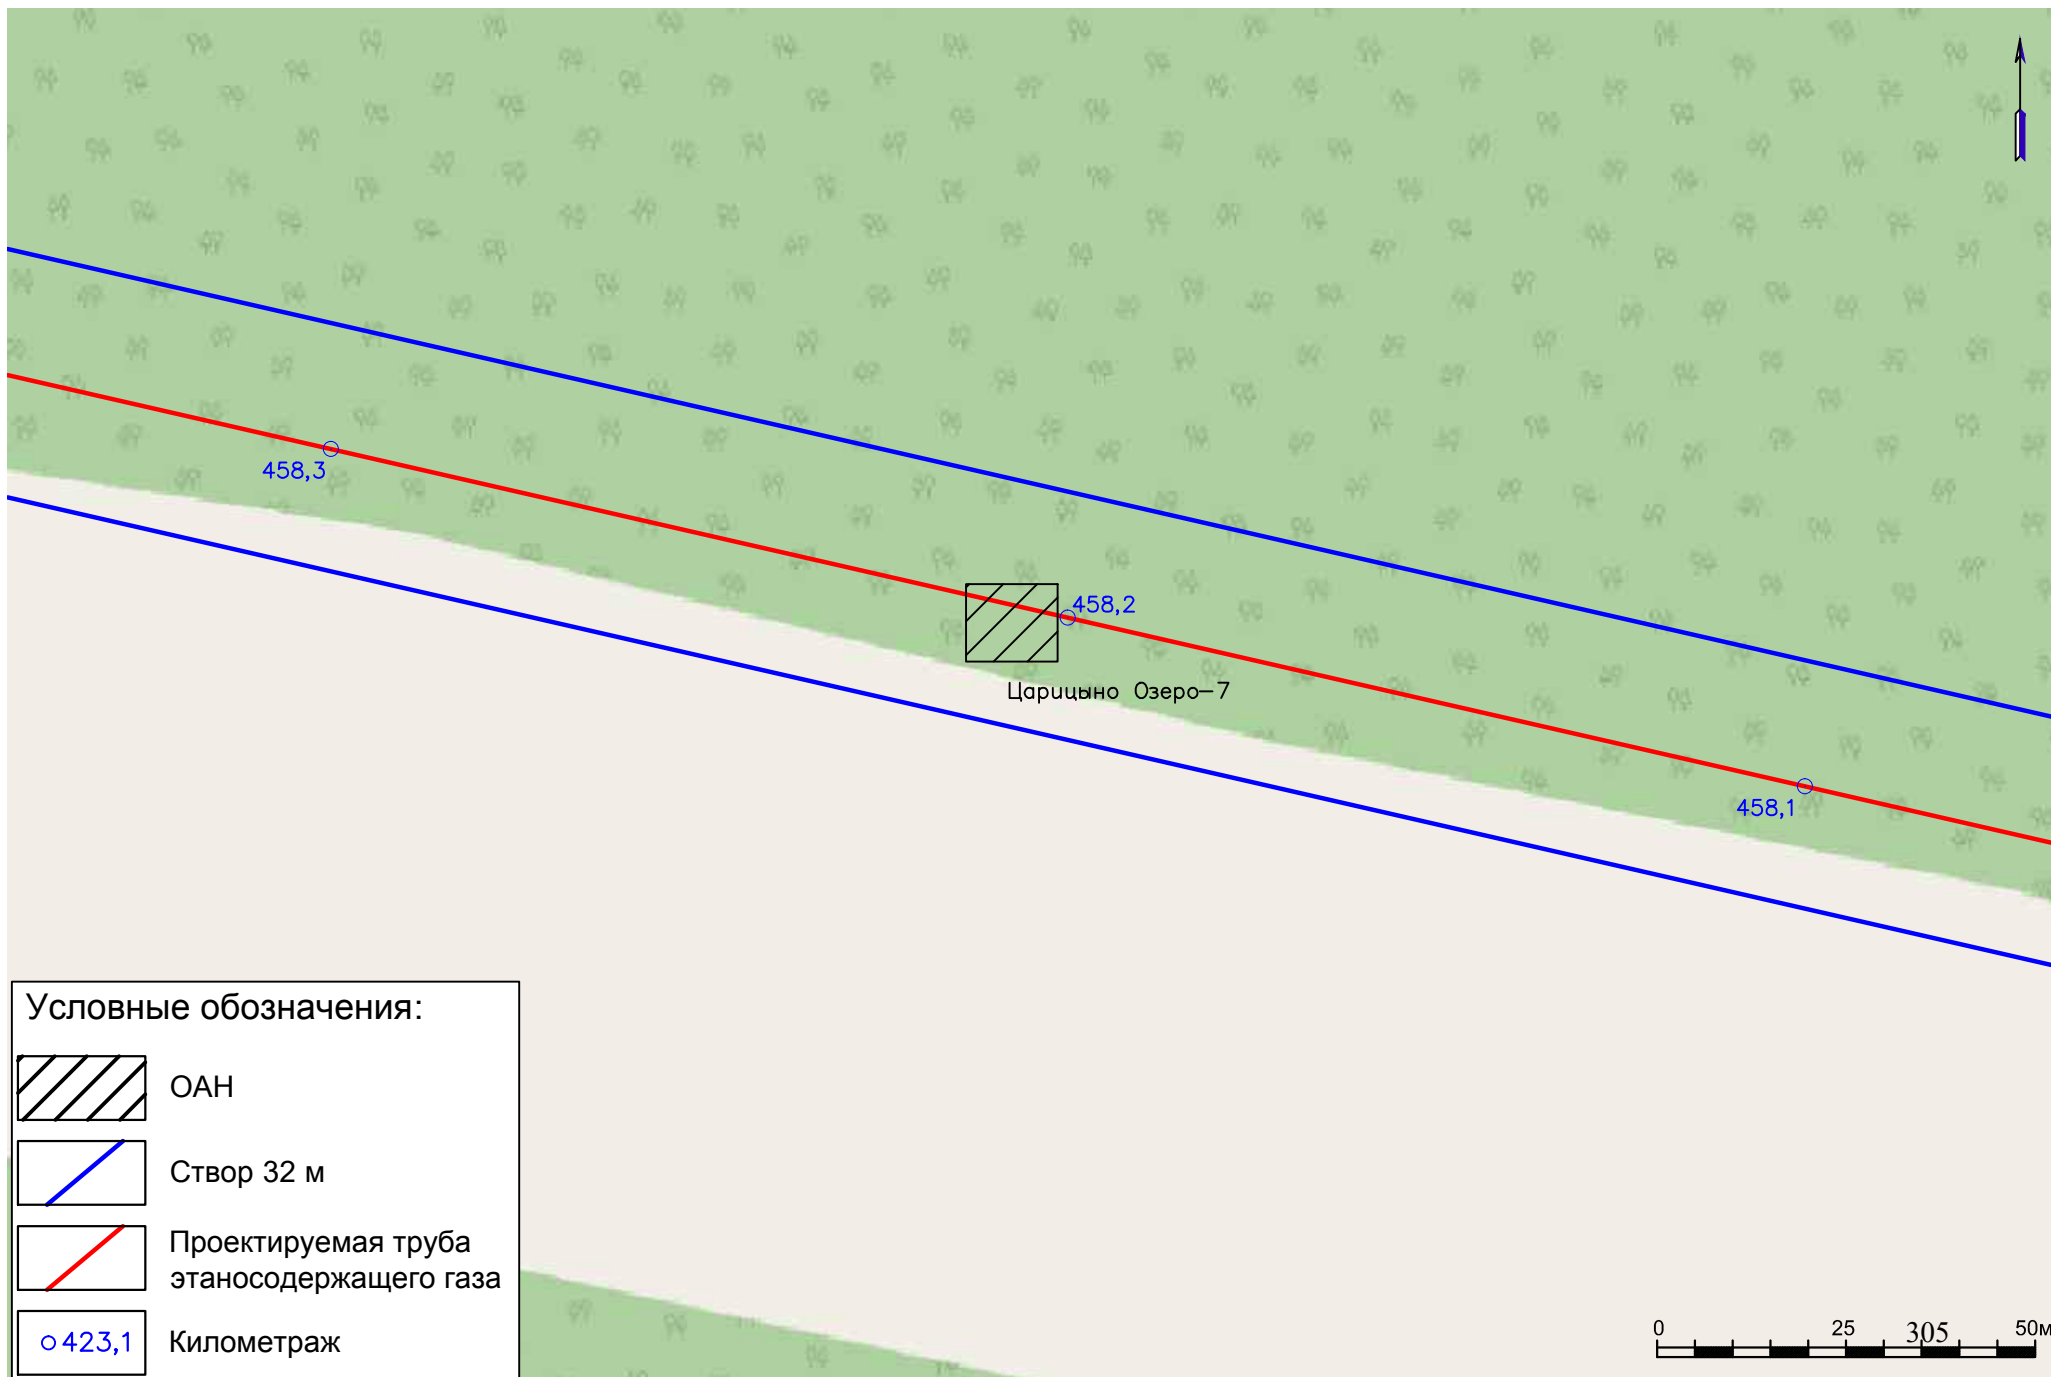 458,3
458,2
Царицыно Озеро-7
458,1
Условные обозначения:
ОАН
Створ 32 м
Проектируемая труба
этаносодержащего газа
423,1 Километраж
0 25 305 50м